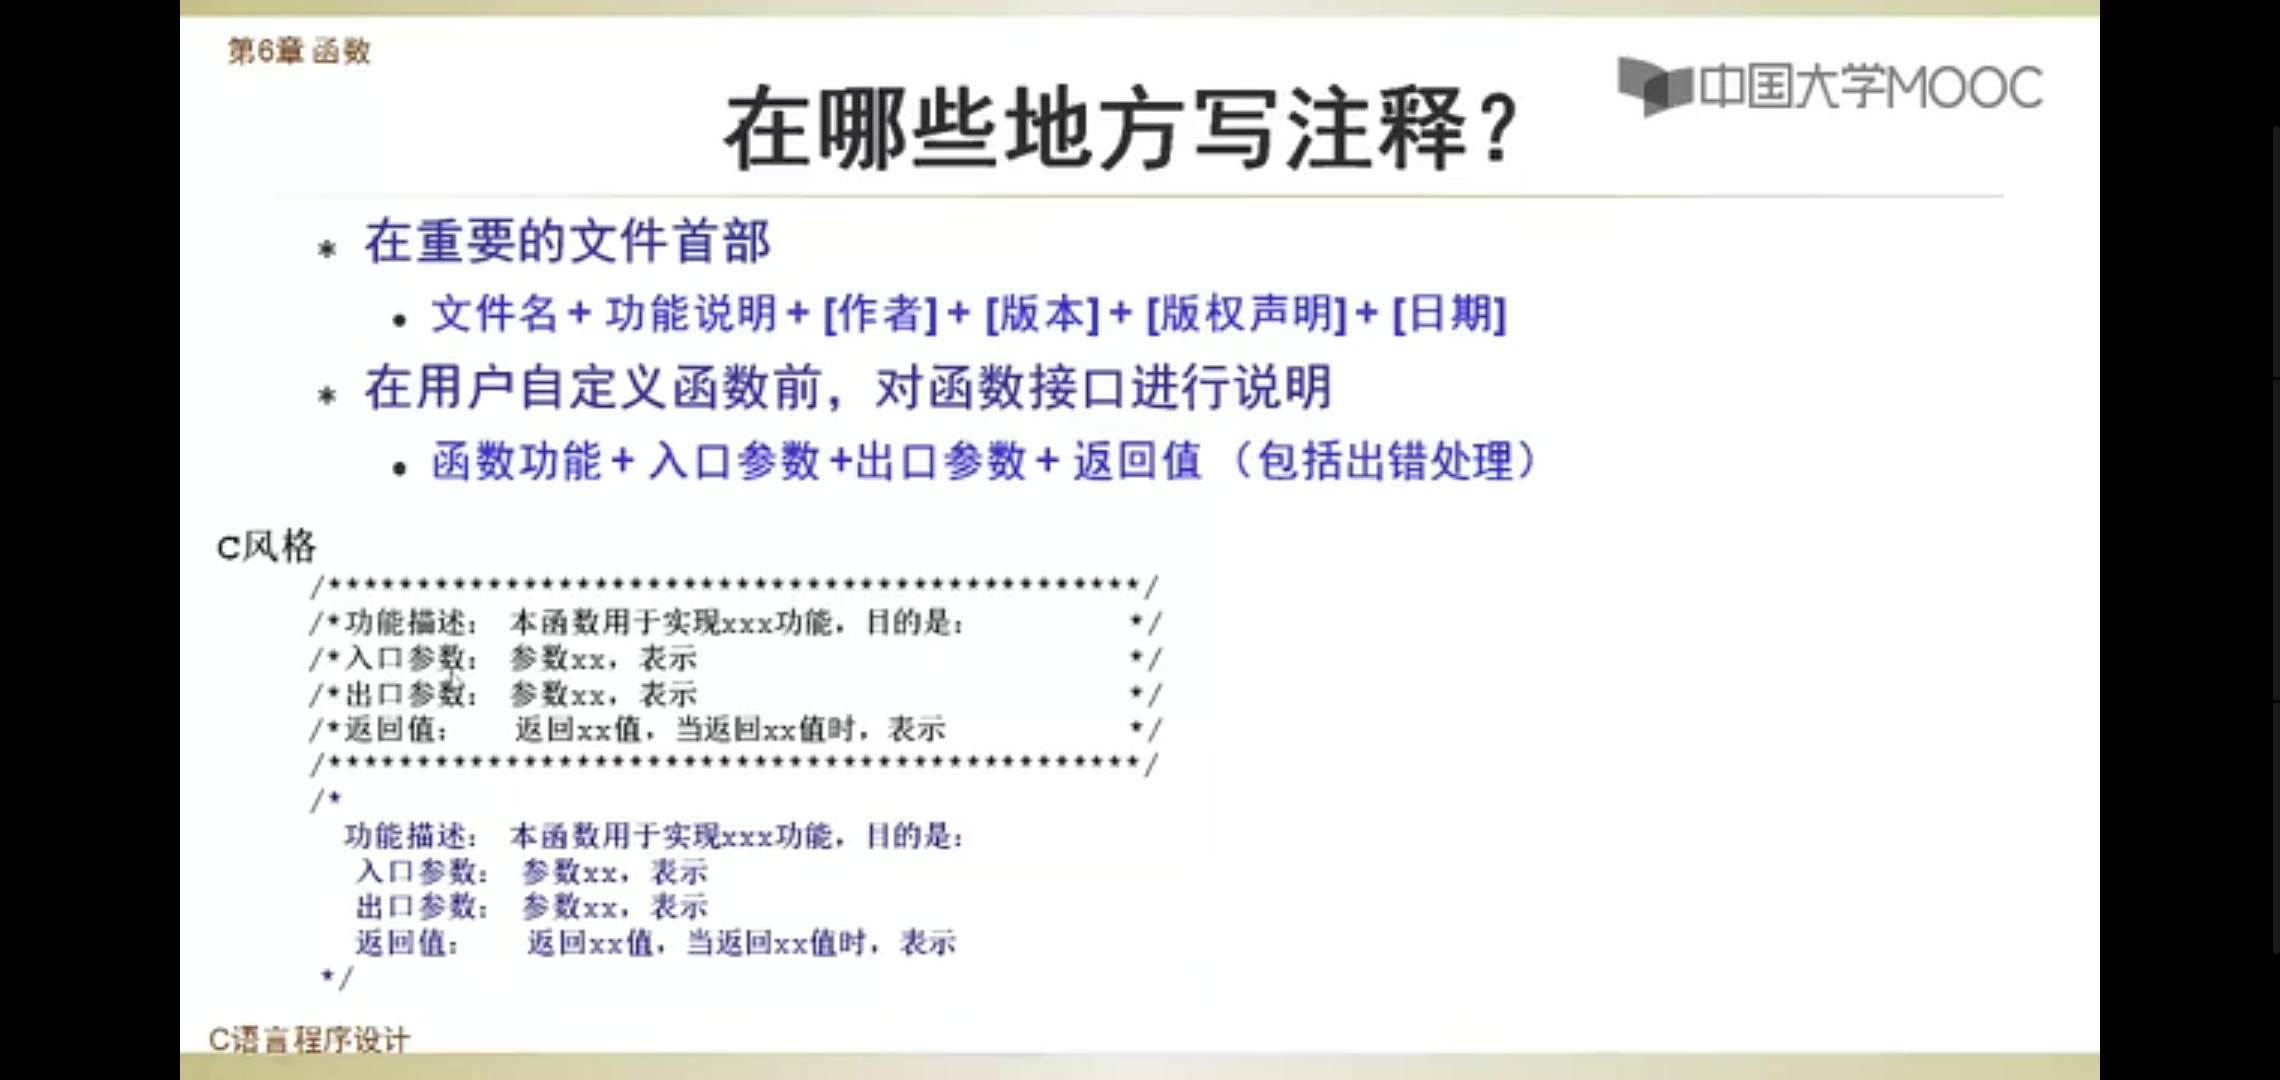 第6章 函数
中国大学MOOC
在哪些地方写注释?
* 在重要的文件首部
• 文件名+ 功能说明+ [作者]+ [版本]+ [版权声明]+ [日期]
* 在用户自定义函数前，对函数接口进行说明
• 函数功能+ 入口参数+出口参数+ 返回值（包括出错处理）
C风格
/***********************************************/
/*功能描述： 本函数用于实现xxx功能，目的是： */
/*入口参数： 参数xx，表示 */
/*出口参数： 参数xx，表示 */
/*返回值： 返回xx值，当返回xx值时，表示 */
/***********************************************/
/*
功能描述： 本函数用于实现xxx功能，目的是：
入口参数： 参数xx，表示
出口参数： 参数xx，表示
返回值： 返回xx值，当返回xx值时，表示
*/
C语言程序设计